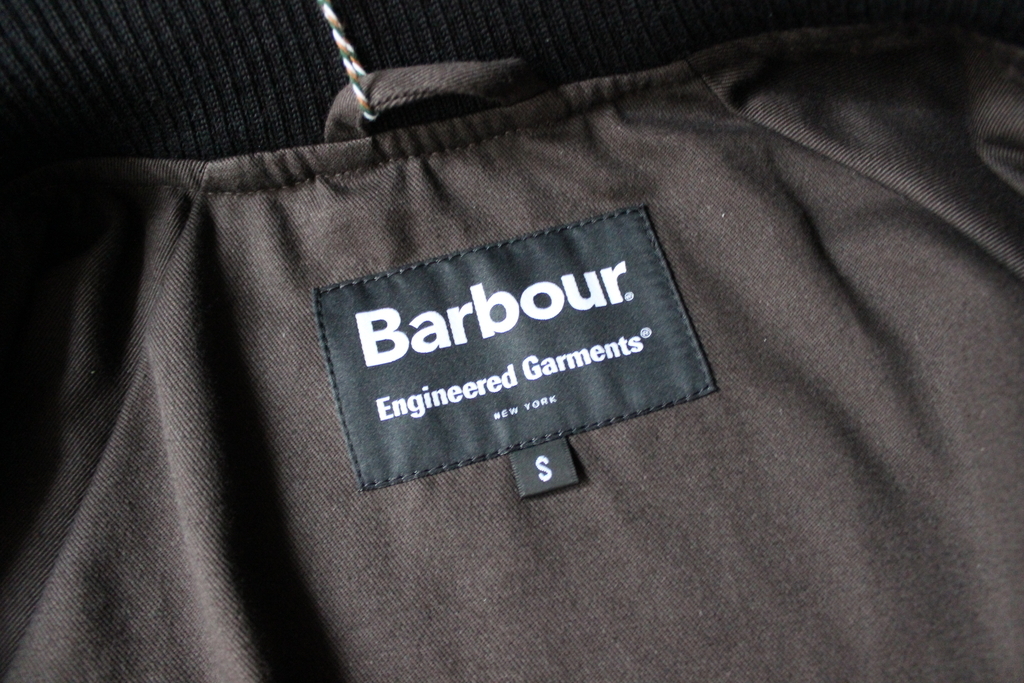 Barbour®
Engineered Garments®
NEW YORK
S